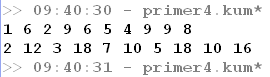 >> 09:40:30 - primer4.kum*
1 6 2 9 6 5 4 9 9 8
2 12 3 18 7 10 5 18 10 16
>> 09:40:31 - primer4.kum*